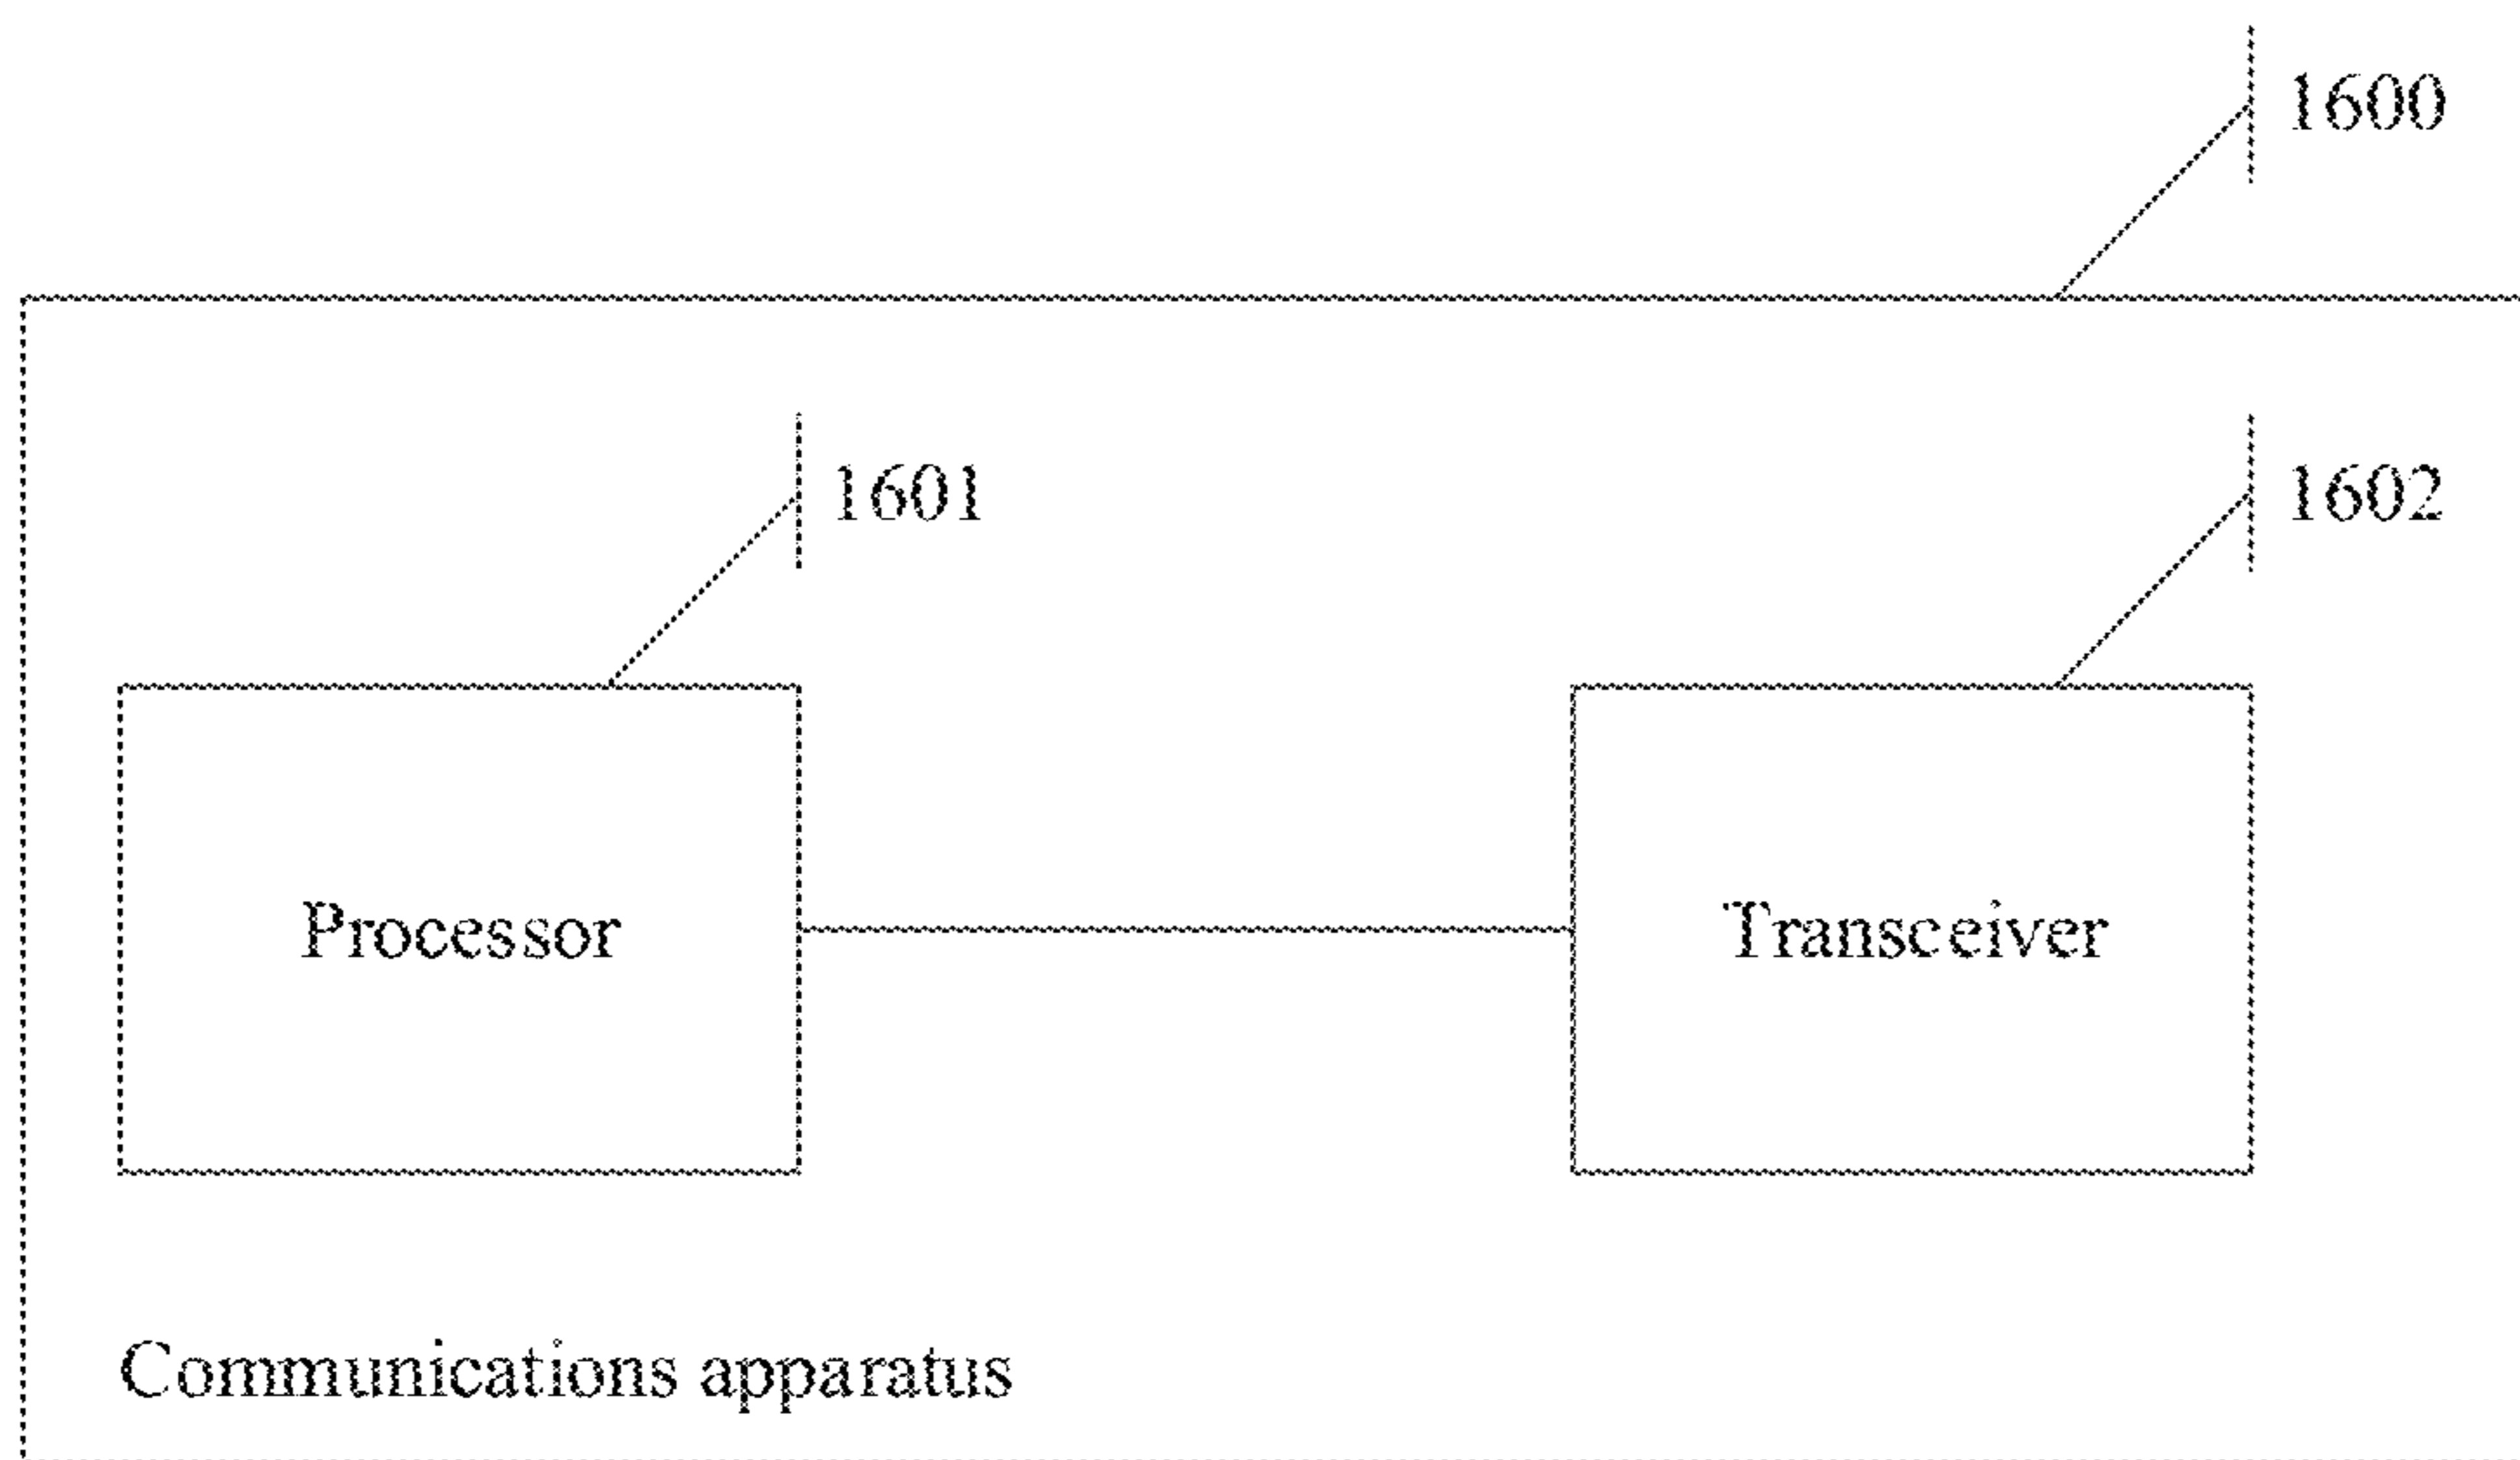 1600
1601
1602
Processor
Transceiver
Communications apparatus